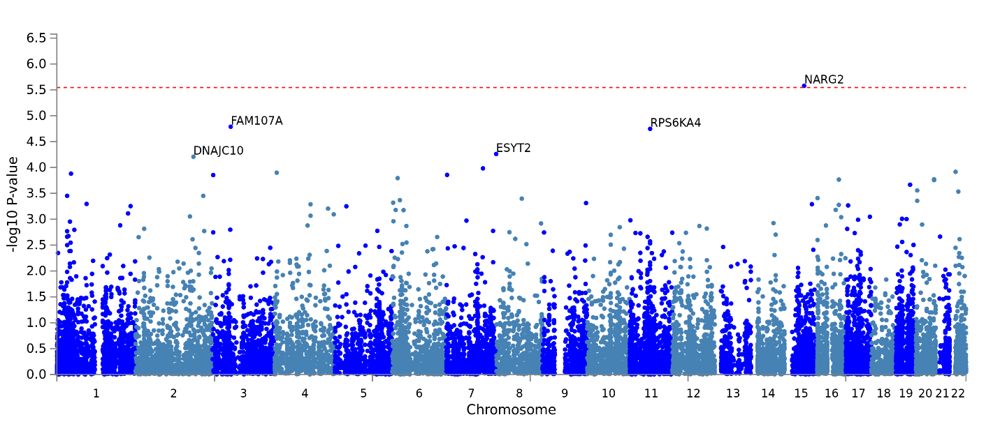 6.5
6.0
5.5
5.0
4.5
4.0
3.5
3.0
2.5
2.0
1.5
1.0
0.5
0.0
-log10 P-value
NARG2
FAM107A
RPS6KA4
DNAJC10
ESYT2
1 2 3 4 5 6 7 8 9 10 11 12 13 14 15 16 17 18 19 20 21 22
Chromosome